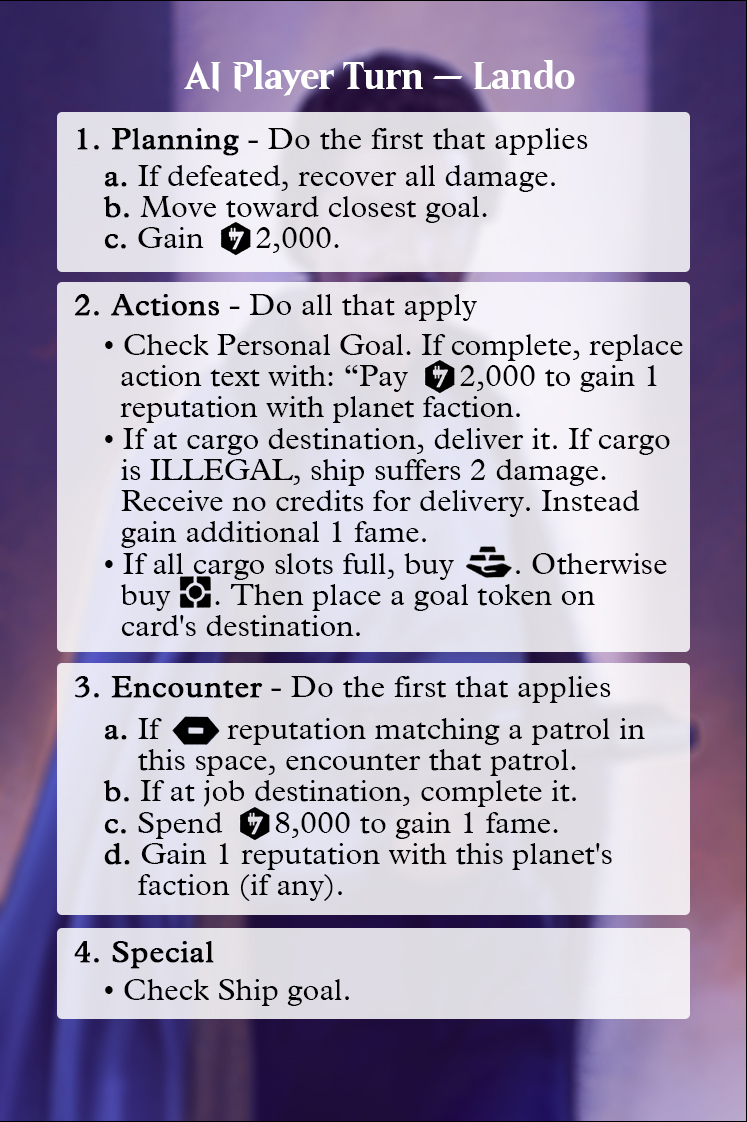 AI Player Turn — Lando
1. Planning - Do the first that applies
a. If defeated, recover all damage.
b. Move toward closest goal.
c. Gain 2,000.
2. Actions - Do all that apply
• Check Personal Goal. If complete, replace
action text with: “Pay 2,000 to gain 1
reputation with planet faction.
• If at cargo destination, deliver it. If cargo
is ILLEGAL, ship suffers 2 damage.
Receive no credits for delivery. Instead
gain additional 1 fame.
• If all cargo slots full, buy . Otherwise
buy . Then place a goal token on
card's destination.
3. Encounter - Do the first that applies
a. If reputation matching a patrol in
this space, encounter that patrol.
b. If at job destination, complete it.
c. Spend 8,000 to gain 1 fame.
d. Gain 1 reputation with this planet's
faction (if any).
4. Special
• Check Ship goal.